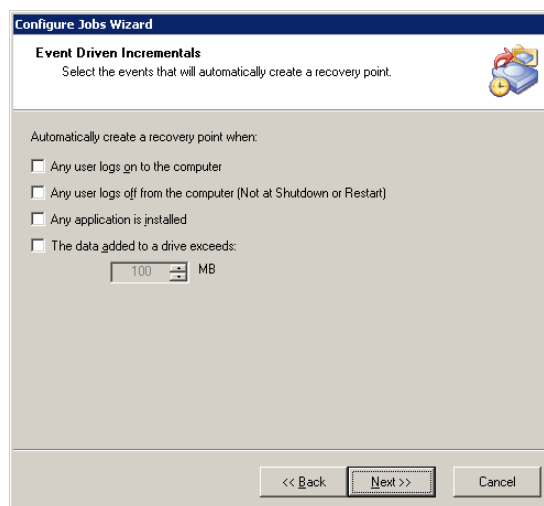 Configure Jobs Wizard
Event Driven Incrementals
Select the events that will automatically create a recovery point.
Automatically create a recovery point when:
Any user logs on to the computer
Any user logs off from the computer (Not at Shutdown or Restart)
Any application is installed
The data added to a drive exceeds:
100 MB
<< Back Next >> Cancel